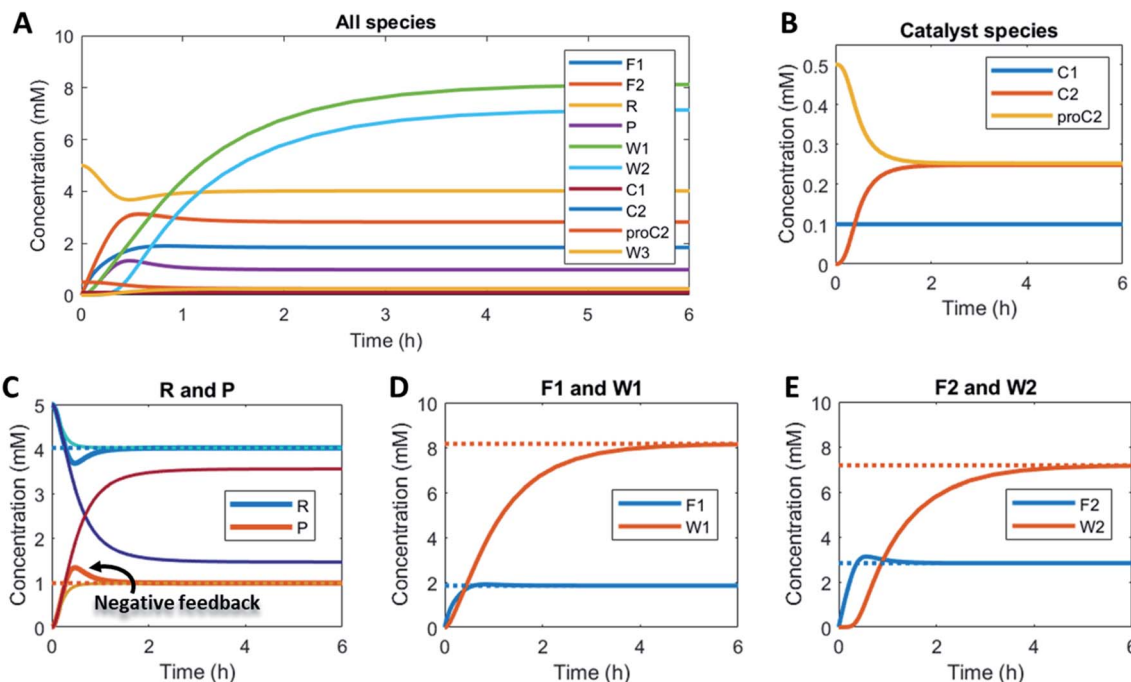 A
All species
Concentration (mM)
10
8
6
4
2
0
F1
F2
R
P
W1
W2
C1
C2
proC2
W3
0 1 2 3 4 5 6
Time (h)
B
Catalyst species
Concentration (mM)
0.5
0.4
0.3
0.2
0.1
0
C1
C2
proC2
0 2 4 6
Time (h)
C
R and P
Concentration (mM)
5
4
3
2
1
0
R
P
Negative feedback
0 2 4 6
Time (h)
D
F1 and W1
Concentration (mM)
10
8
6
4
2
0
F1
W1
0 2 4 6
Time (h)
E
F2 and W2
Concentration (mM)
10
8
6
4
2
0
F2
W2
0 2 4 6
Time (h)